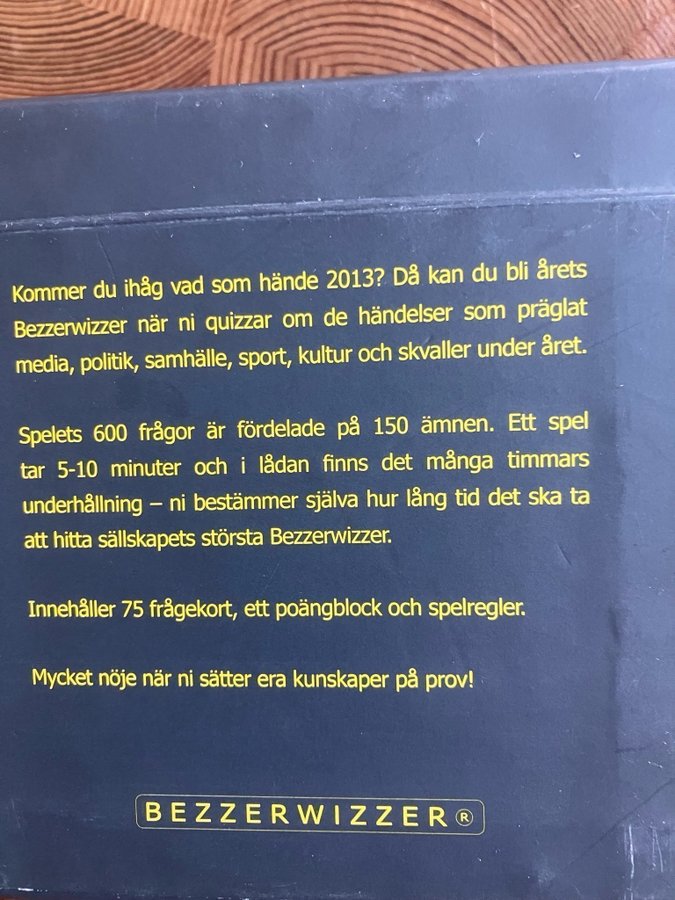 Kommer du ihåg vad som hände 2013? Då kan du bli årets
Bezzerwizzer när ni quizzar om de händelser som präglat
media, politik, samhälle, sport, kultur och skvaller under året.
Spelets 600 frågor är fördelade på 150 ämnen. Ett spel
tar 5-10 minuter och i lådan finns det många timmars
underhållning – ni bestämmer själva hur lång tid det ska ta
att hitta sällskapets största Bezzerwizzer.
Innehåller 75 frågekort, ett poängblock och spelregler.
Mycket nöje när ni sätter era kunskaper på prov!
BEZZERWIZZER®